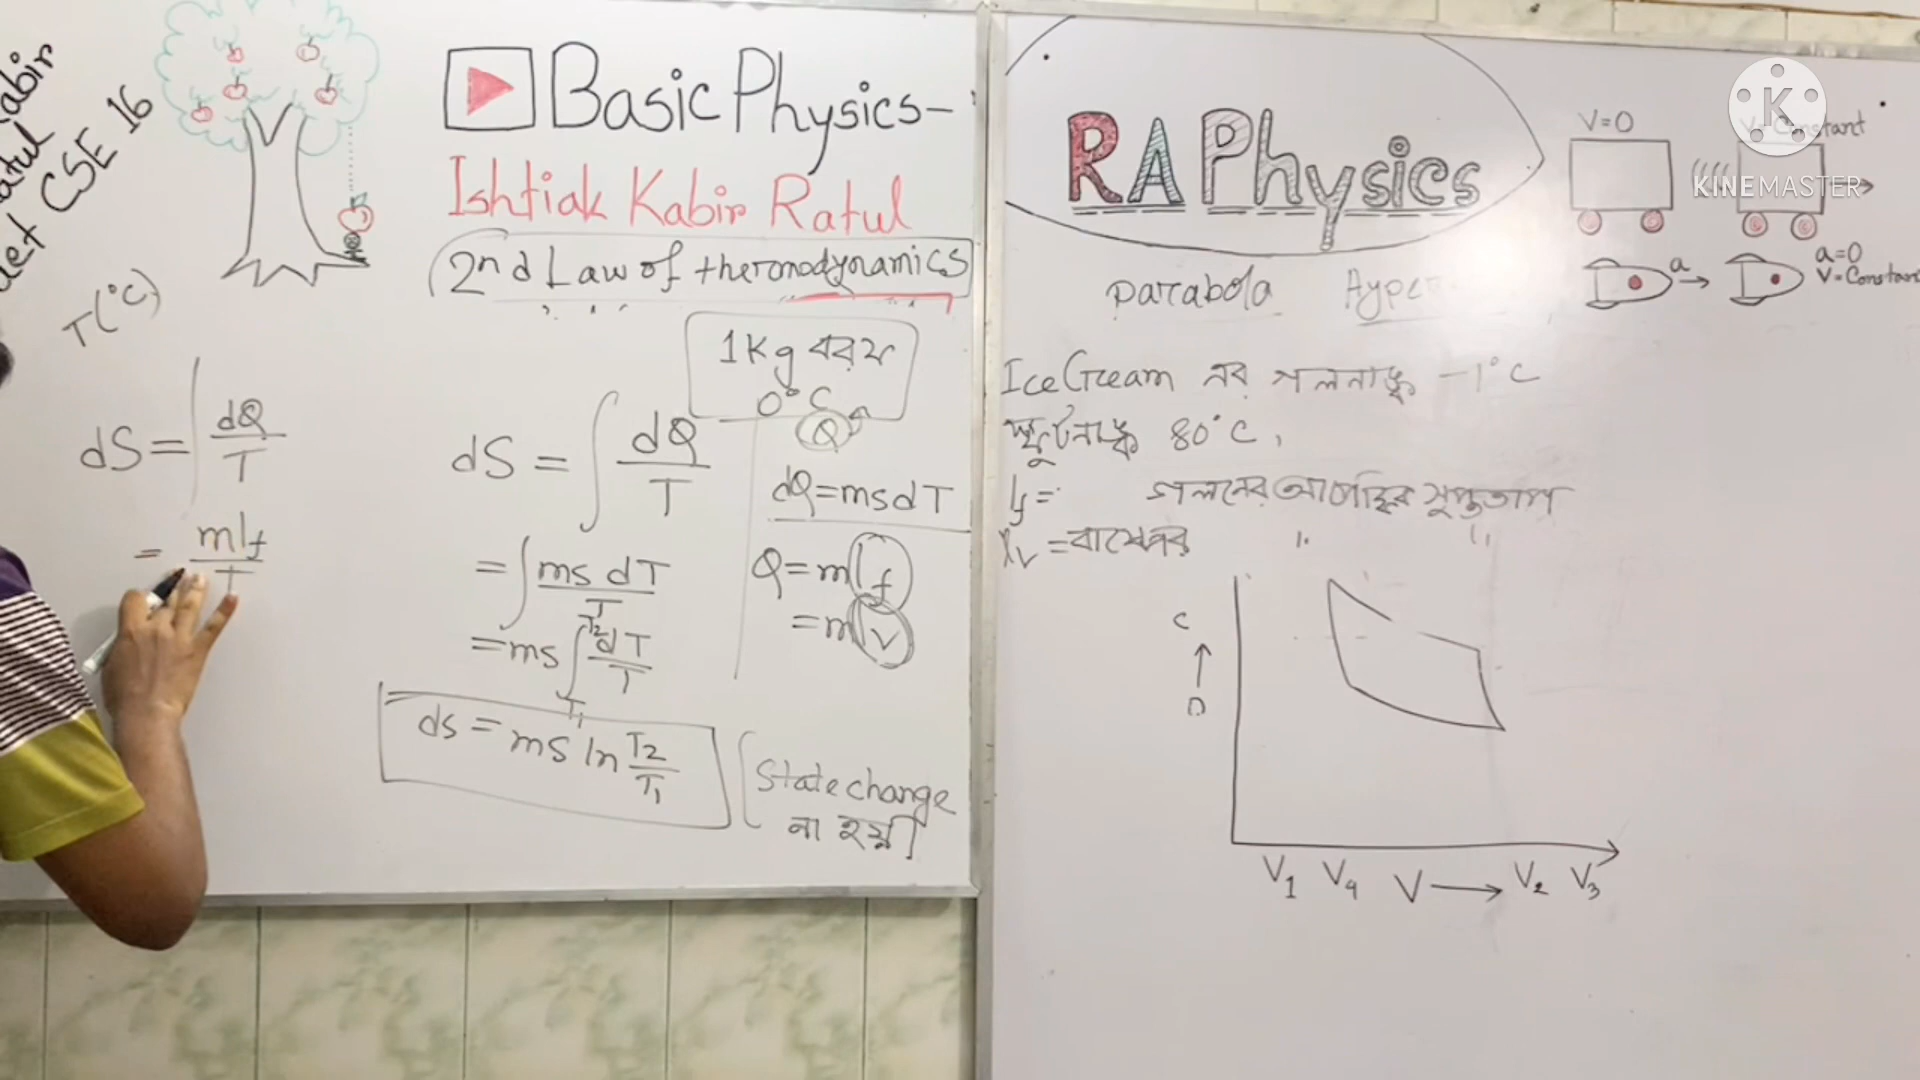 CSE 16
Basic Physics-
Ishtiak Kabir Ratul
2nd Law of thermodynamics
T(°C)
dS = ∫ dQ/T
= mlf/T
1Kg বরফ
0°C
dS = ∫ dQ/T
= ∫ ms dT/T
= ms ∫ T2 T1 dT/T
ds = ms ln T2/T1
Q
dQ = msdT
Q = mlf
= mlv
State change
না হয়
RA Physics
V=0
Constant
KINEMASTER
a
a=0
V=Constant
parabola
Ice Cream এর গলনাঙ্ক -1°C
স্ফুটনাঙ্ক 80°C,
lf = গলনের আপেক্ষিক সুপ্ততাপ
lv = বাষ্পের " "
C
V1 V4 V V2 V3